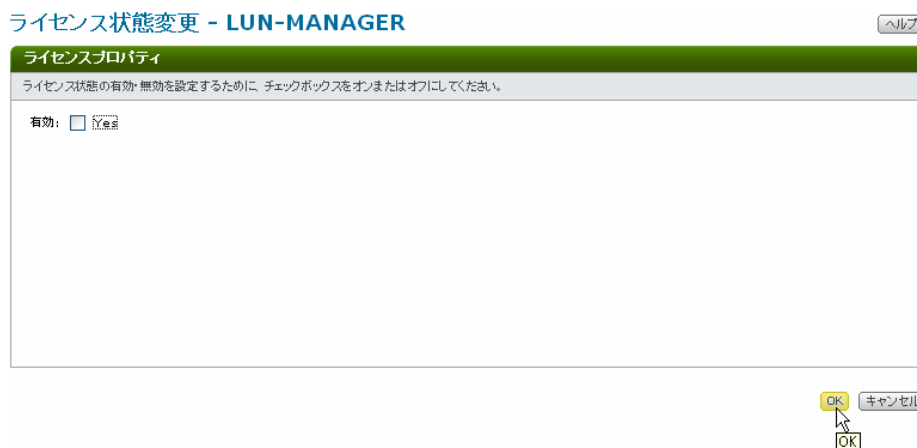 ライセンス状態変更 - LUN-MANAGER
ヘルプ
ライセンスプロパティ
ライセンス状態の有効・無効を設定するために、チェックボックスをオンまたはオフにしてください。
有効: Yes
OK キャンセル
OK